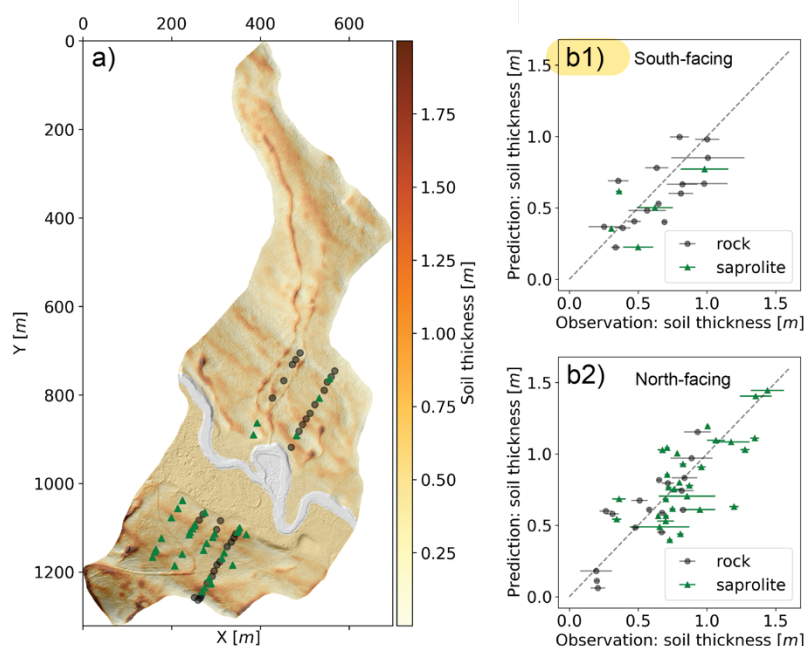 0 200 400 600
0
200
400
600
800
1000
1200
Y [m]
X [m]
a)
1.75
1.50
1.25
1.00
0.75
0.50
0.25
Soil thickness [m]
b1)
South-facing
1.5
1.0
0.5
0.0
Prediction: soil thickness [m]
rock
saprolite
0.0 0.5 1.0 1.5
Observation: soil thickness [m]
b2)
North-facing
1.5
1.0
0.5
0.0
Prediction: soil thickness [m]
rock
saprolite
0.0 0.5 1.0 1.5
Observation: soil thickness [m]